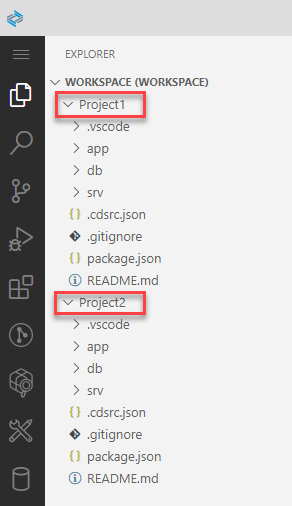 EXPLORER
WORKSPACE (WORKSPACE)
Project1
.vscode
app
db
srv
{} .cdsrc.json
.gitignore
package.json
README.md
Project2
.vscode
app
db
srv
{} .cdsrc.json
.gitignore
package.json
README.md